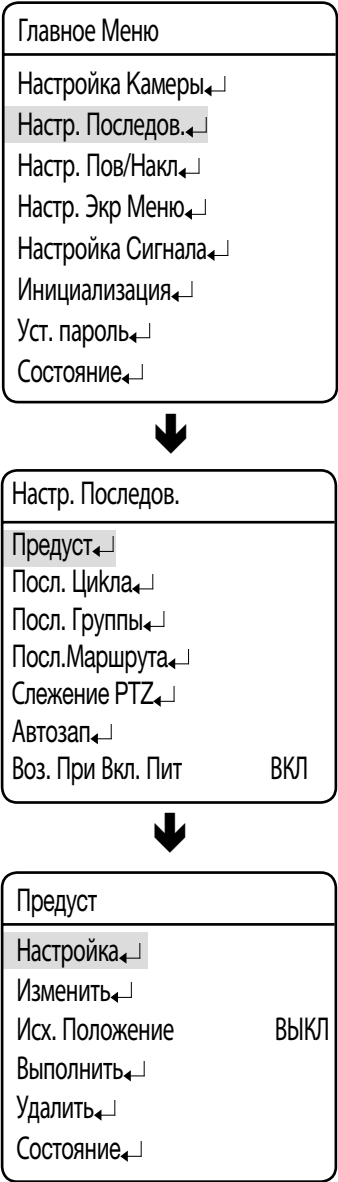 Главное Меню
Настройка Камеры↵
Настр. Последов.↵
Настр. Пов/Накл↵
Настр. Экр Меню↵
Настройка Сигнала↵
Инициализация↵
Уст. пароль↵
Состояние↵
Настр. Последов.
Предуст↵
Посл. Цикла↵
Посл. Группы↵
Посл.Маршрута↵
Слежение PTZ↵
Автозап↵
Воз. При Вкл. Пит ВКЛ
Предуст
Настройка↵
Изменить↵
Исх. Положение ВЫКЛ
Выполнить↵
Удалить↵
Состояние↵